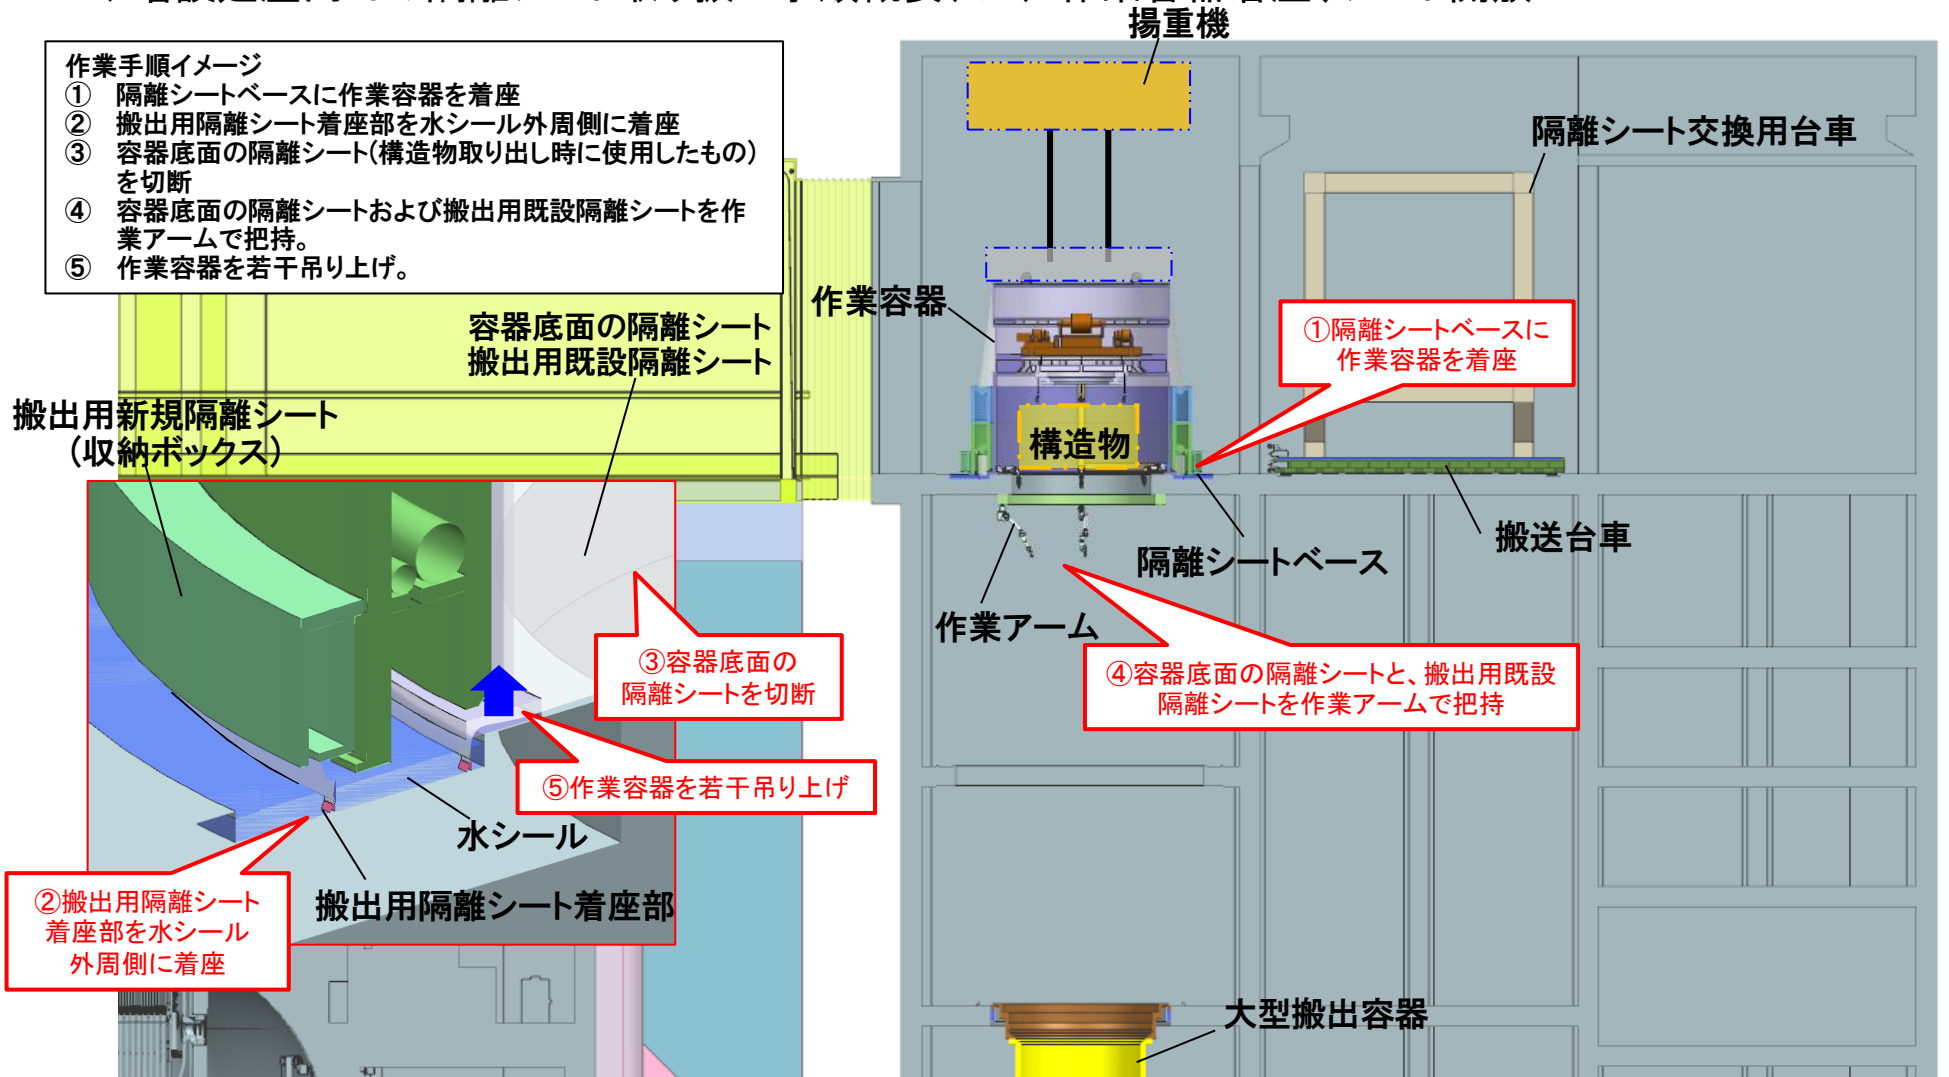 揚重機
作業手順イメージ
① 隔離シートベースに作業容器を着座
② 搬出用隔離シート着座部を水シール外周側に着座
③ 容器底面の隔離シート(構造物取り出し時に使用したもの)
を切断
④ 容器底面の隔離シートおよび搬出用既設隔離シートを作
業アームで把持。
⑤ 作業容器を若干吊り上げ。
隔離シート交換用台車
作業容器
容器底面の隔離シート
搬出用既設隔離シート
①隔離シートベースに
作業容器を着座
搬出用新規隔離シート
(収納ボックス)
構造物
搬送台車
隔離シートベース
作業アーム
③容器底面の
隔離シートを切断
④容器底面の隔離シートと、搬出用既設
隔離シートを作業アームで把持
⑤作業容器を若干吊り上げ
水シール
搬出用隔離シート着座部
②搬出用隔離シート
着座部を水シール
外周側に着座
大型搬出容器